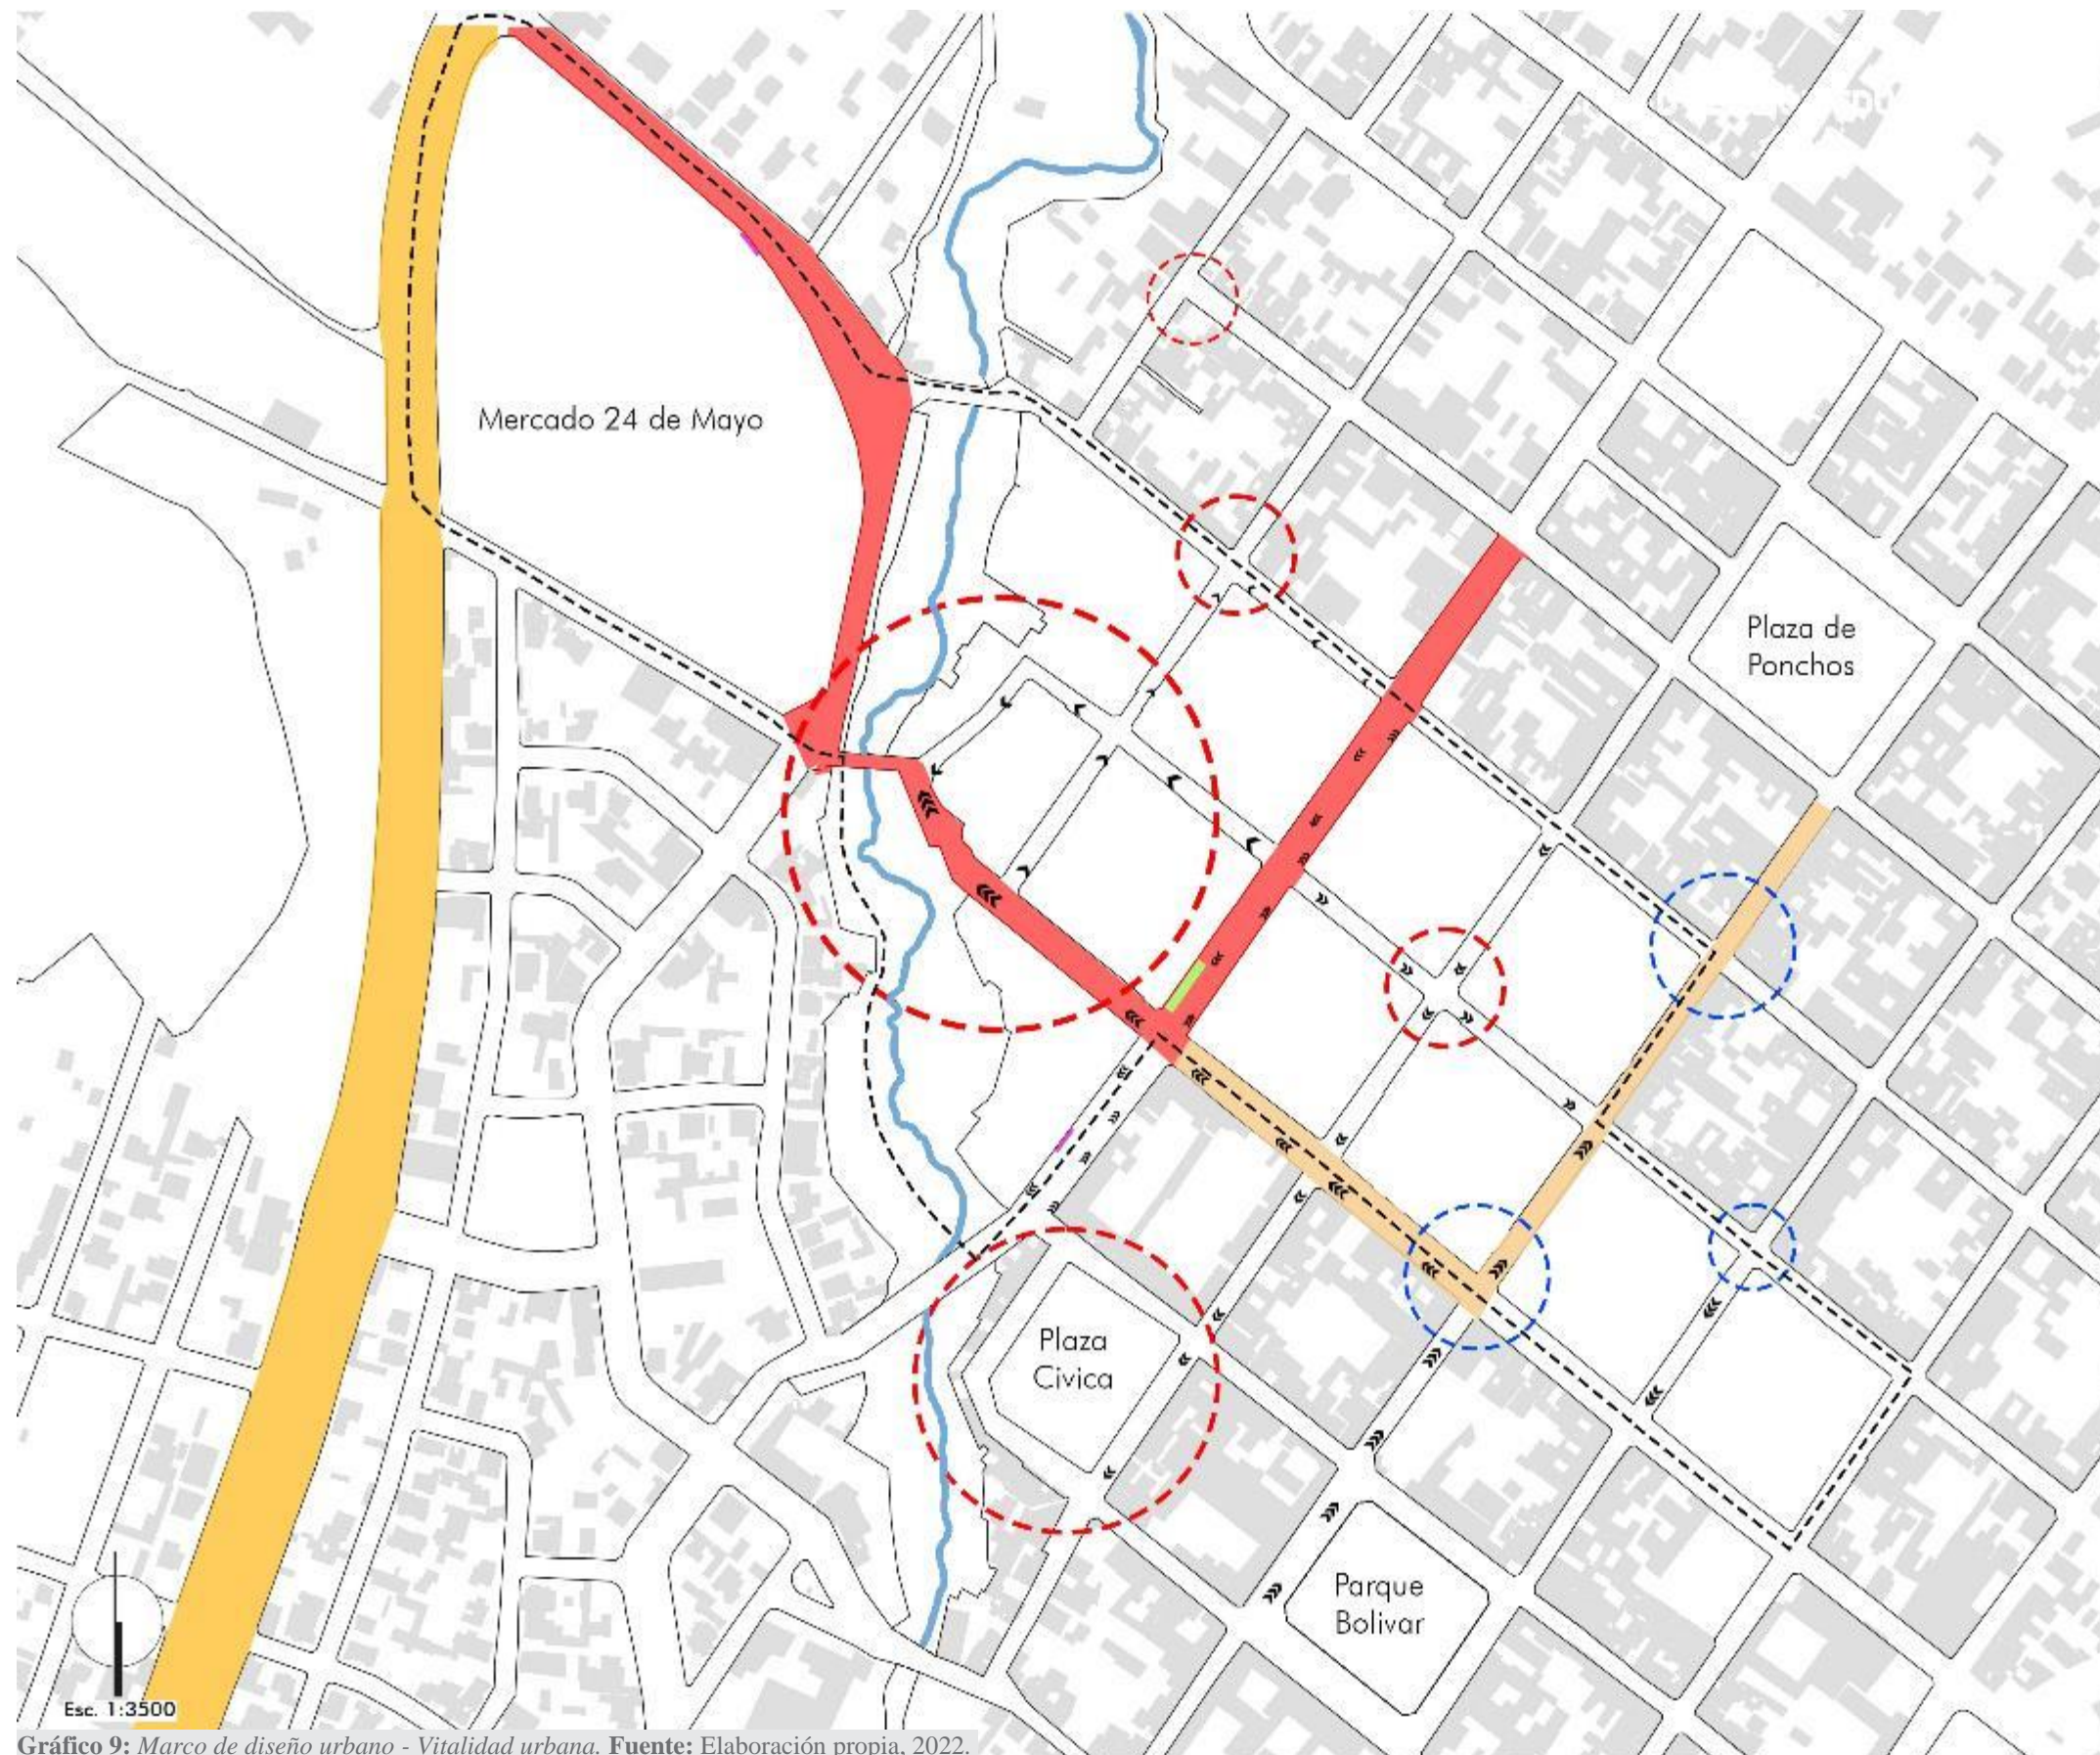 Mercado 24 de Mayo
Plaza de
Ponchos
Plaza
Civica
Parque
Bolivar
Esc. 1:3500
Gráfico 9: Marco de diseño urbano - Vitalidad urbana. Fuente: Elaboración propia, 2022.